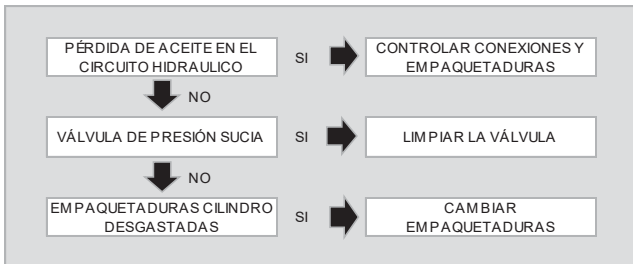 PÉRDIDA DE ACEITE EN EL
CIRCUITO HIDRAULICO
SI
CONTROLAR CONEXIONES Y
EMPAQUETADURAS
NO
VÁLVULA DE PRESIÓN SUCIA
SI
LIMPIAR LA VÁLVULA
NO
EMPAQUETADURAS CILINDRO
DESGASTADAS
SI
CAMBIAR
EMPAQUETADURAS